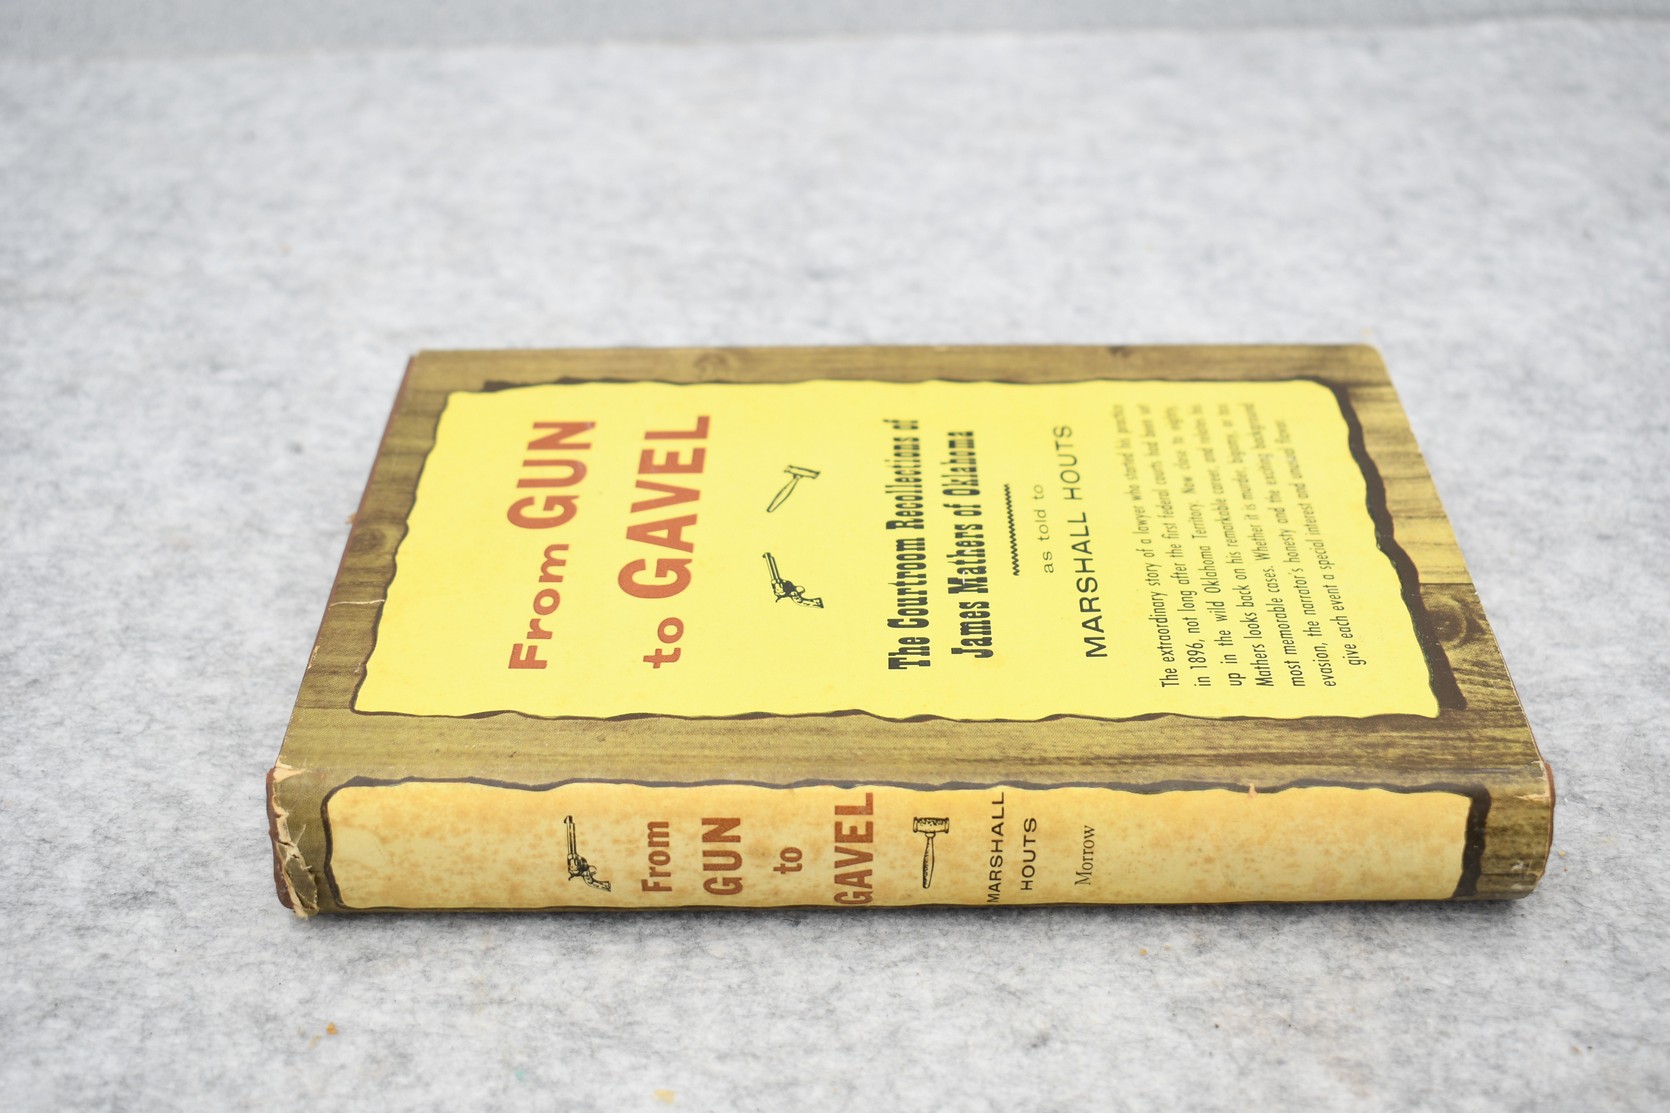 From GUN
to GAVEL
The Courtroom Recollections of
James Mathers of Oklahoma
as told to
MARSHALL HOUTS
The extraordinary story of a lawyer who started his practice
in 1896, not long after the first federal courts had been set
up in the wild Oklahoma Territory. Now close to eighty,
Mathers looks back on his remarkable career, and relives his
most memorable cases. Whether it is murder, bigamy, or tax
evasion, the narrator's honesty and the exciting background
give each event a special interest and unusual flavor.
From
GUN
to
GAVEL
MARSHALL
HOUTS
Morrow